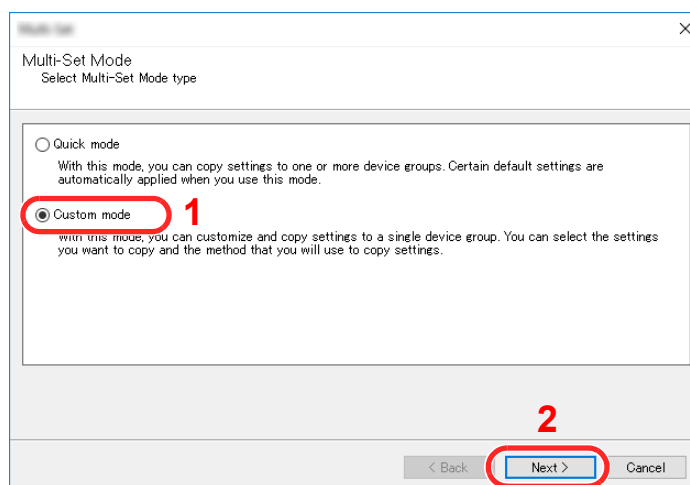 Multi-Set Mode
Select Multi-Set Mode type
Quick mode
With this mode, you can copy settings to one or more device groups. Certain default settings are
automatically applied when you use this mode.
Custom mode
1
With this mode, you can customize and copy settings to a single device group. You can select the settings
you want to copy and the method that you will use to copy settings.
2
< Back
Next >
Cancel